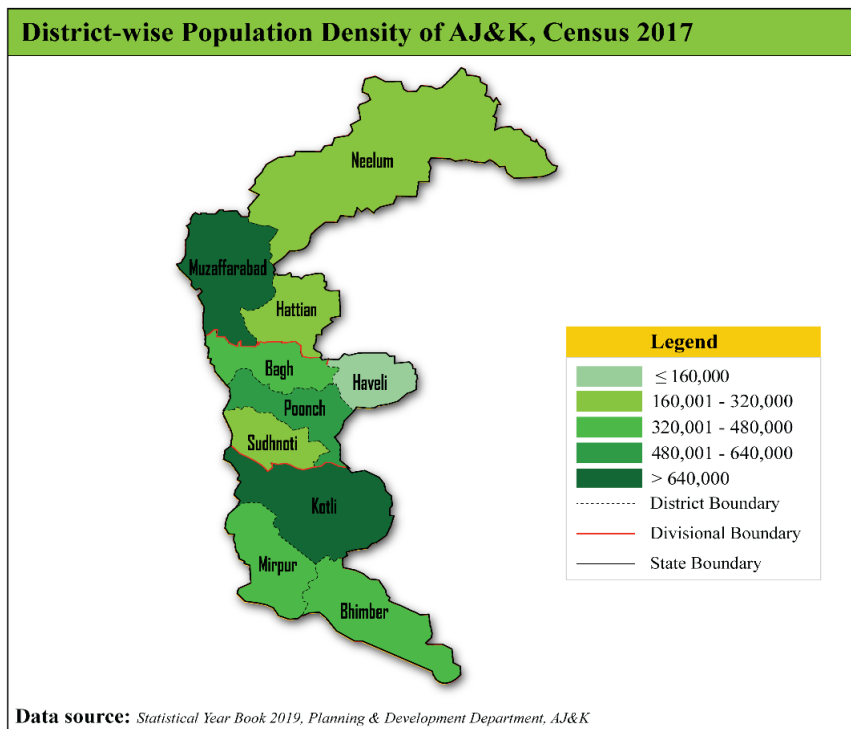 District-wise Population Density of AJ&K, Census 2017
Neelum
Muzaffarabad
Hattian
Bagh
Haveli
Poonch
Sudhnoti
Kotli
Mirpur
Bhimber
Legend
≤ 160,000
160,001 - 320,000
320,001 - 480,000
480,001 - 640,000
> 640,000
District Boundary
Divisional Boundary
State Boundary
Data source: Statistical Year Book 2019, Planning & Development Department, AJ&K